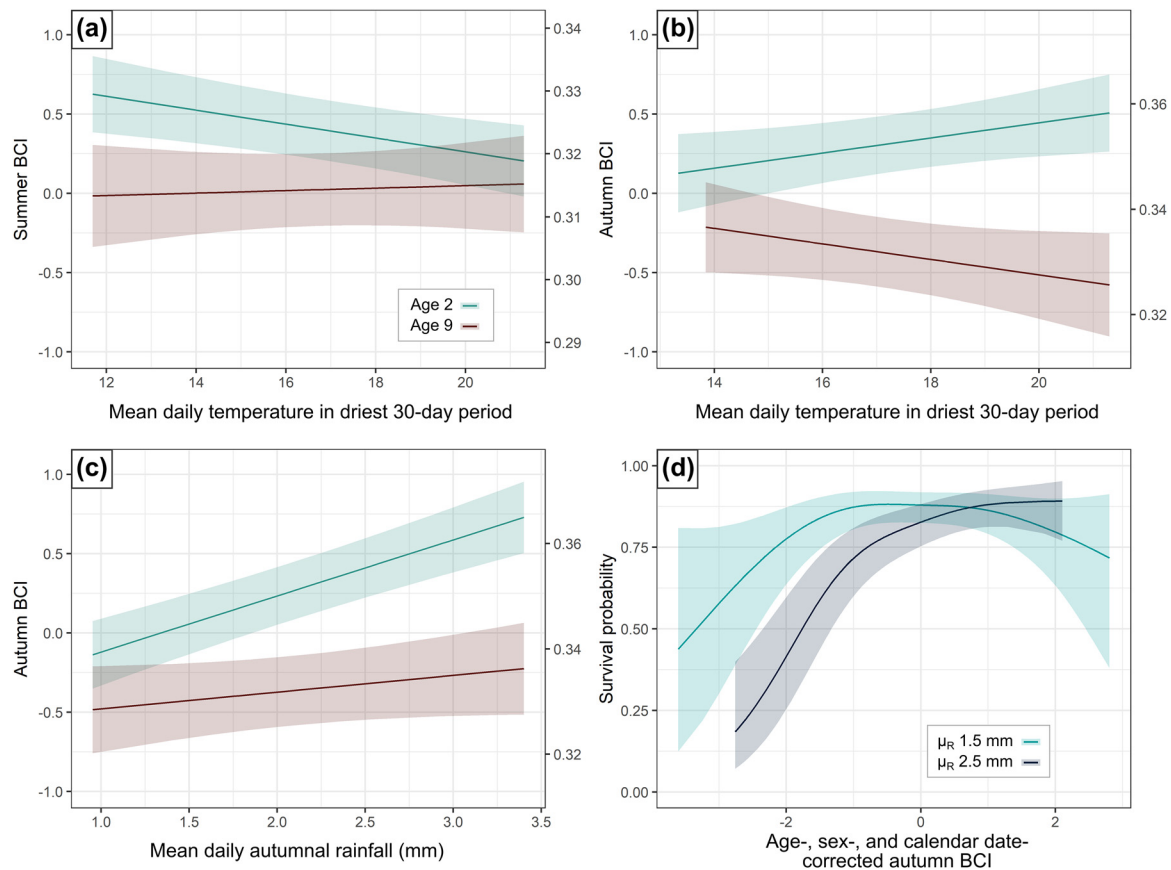 (a)
1.0
0.5
0.0
-0.5
-1.0
0.34
0.33
0.32
0.31
0.30
0.29
Summer BCI
Age 2
Age 9
12 14 16 18 20
Mean daily temperature in driest 30-day period
(b)
1.0
0.5
0.0
-0.5
-1.0
0.36
0.34
0.32
Autumn BCI
14 16 18 20
Mean daily temperature in driest 30-day period
(c)
1.0
0.5
0.0
-0.5
-1.0
0.36
0.34
0.32
Autumn BCI
1.0 1.5 2.0 2.5 3.0 3.5
Mean daily autumnal rainfall (mm)
(d)
1.00
0.75
0.50
0.25
0.00
Survival probability
μR 1.5 mm
μR 2.5 mm
-2 0 2
Age-, sex-, and calendar date-
corrected autumn BCI